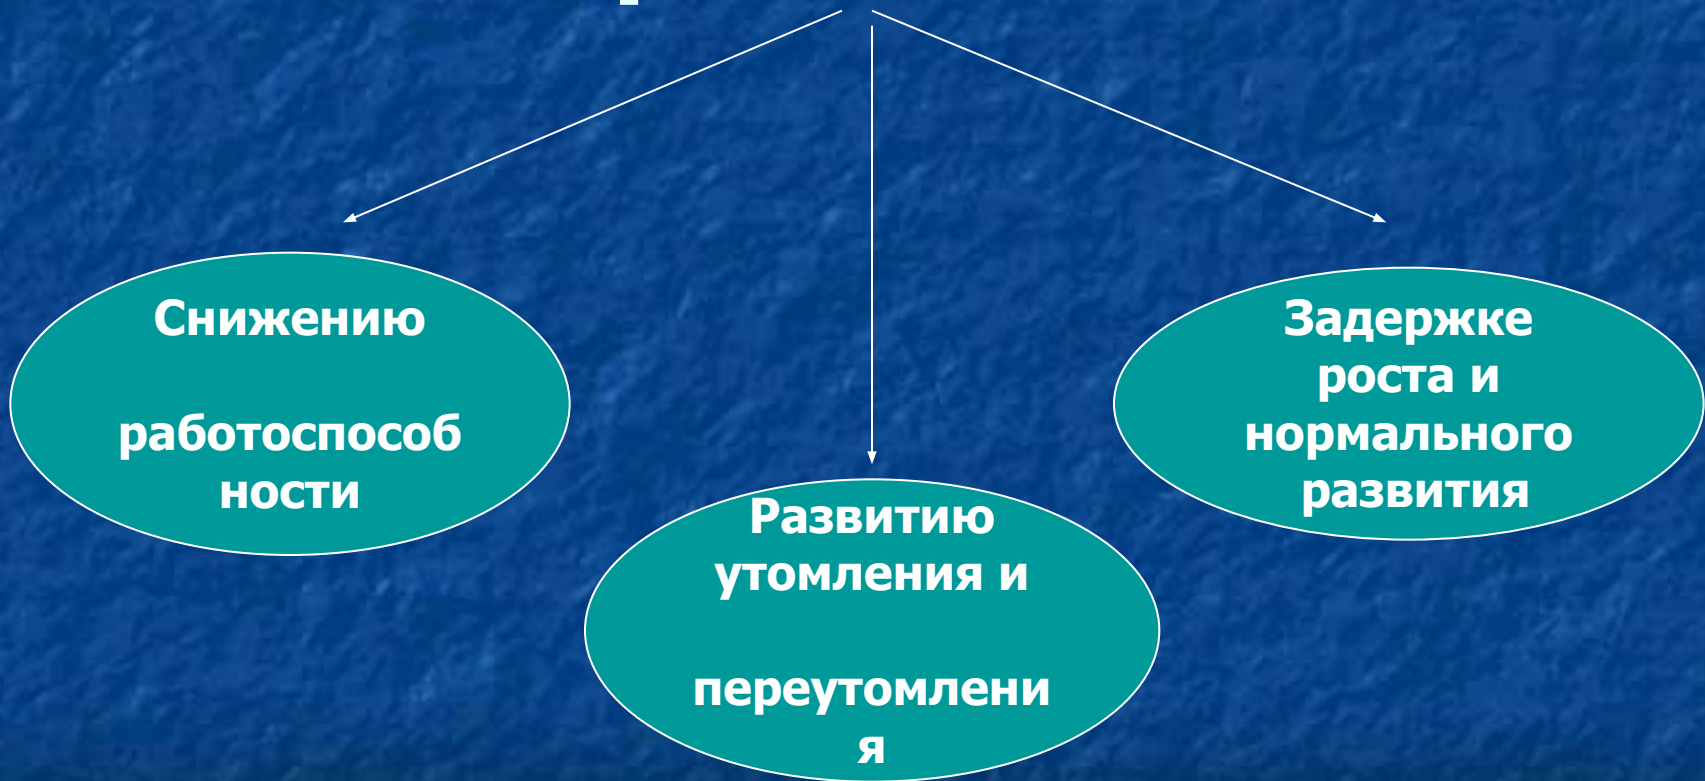 Снижению
работоспособ
ности
Развитию
утомления и
переутомлени
я
Задержке
роста и
нормального
развития